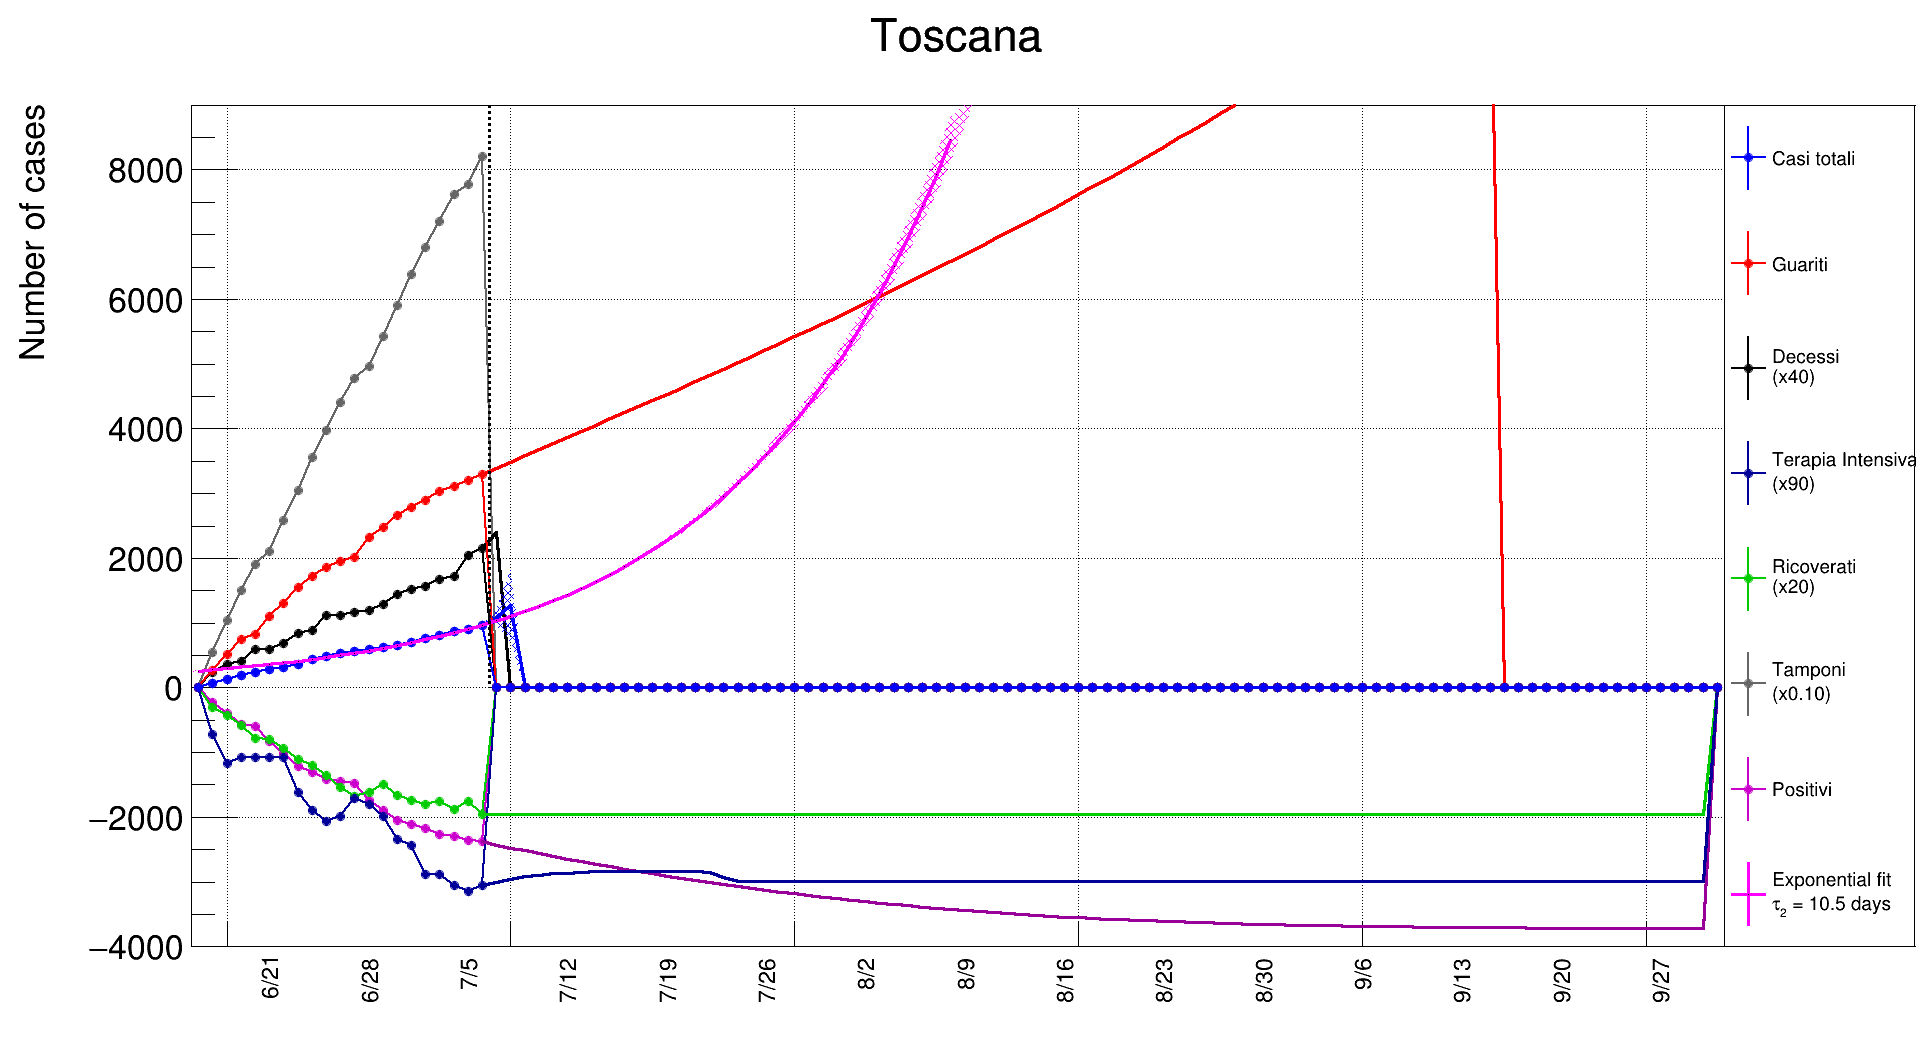 Toscana
Number of cases
8000
6000
4000
2000
0
−2000
−4000
6/21
6/28
7/5
7/12
7/19
7/26
8/2
8/9
8/16
8/23
8/30
9/6
9/13
9/20
9/27
Casi totali
Guariti
Decessi
(x40)
Terapia Intensiva
(x90)
Ricoverati
(x20)
Tamponi
(x0.10)
Positivi
Exponential fit
τ2 = 10.5 days